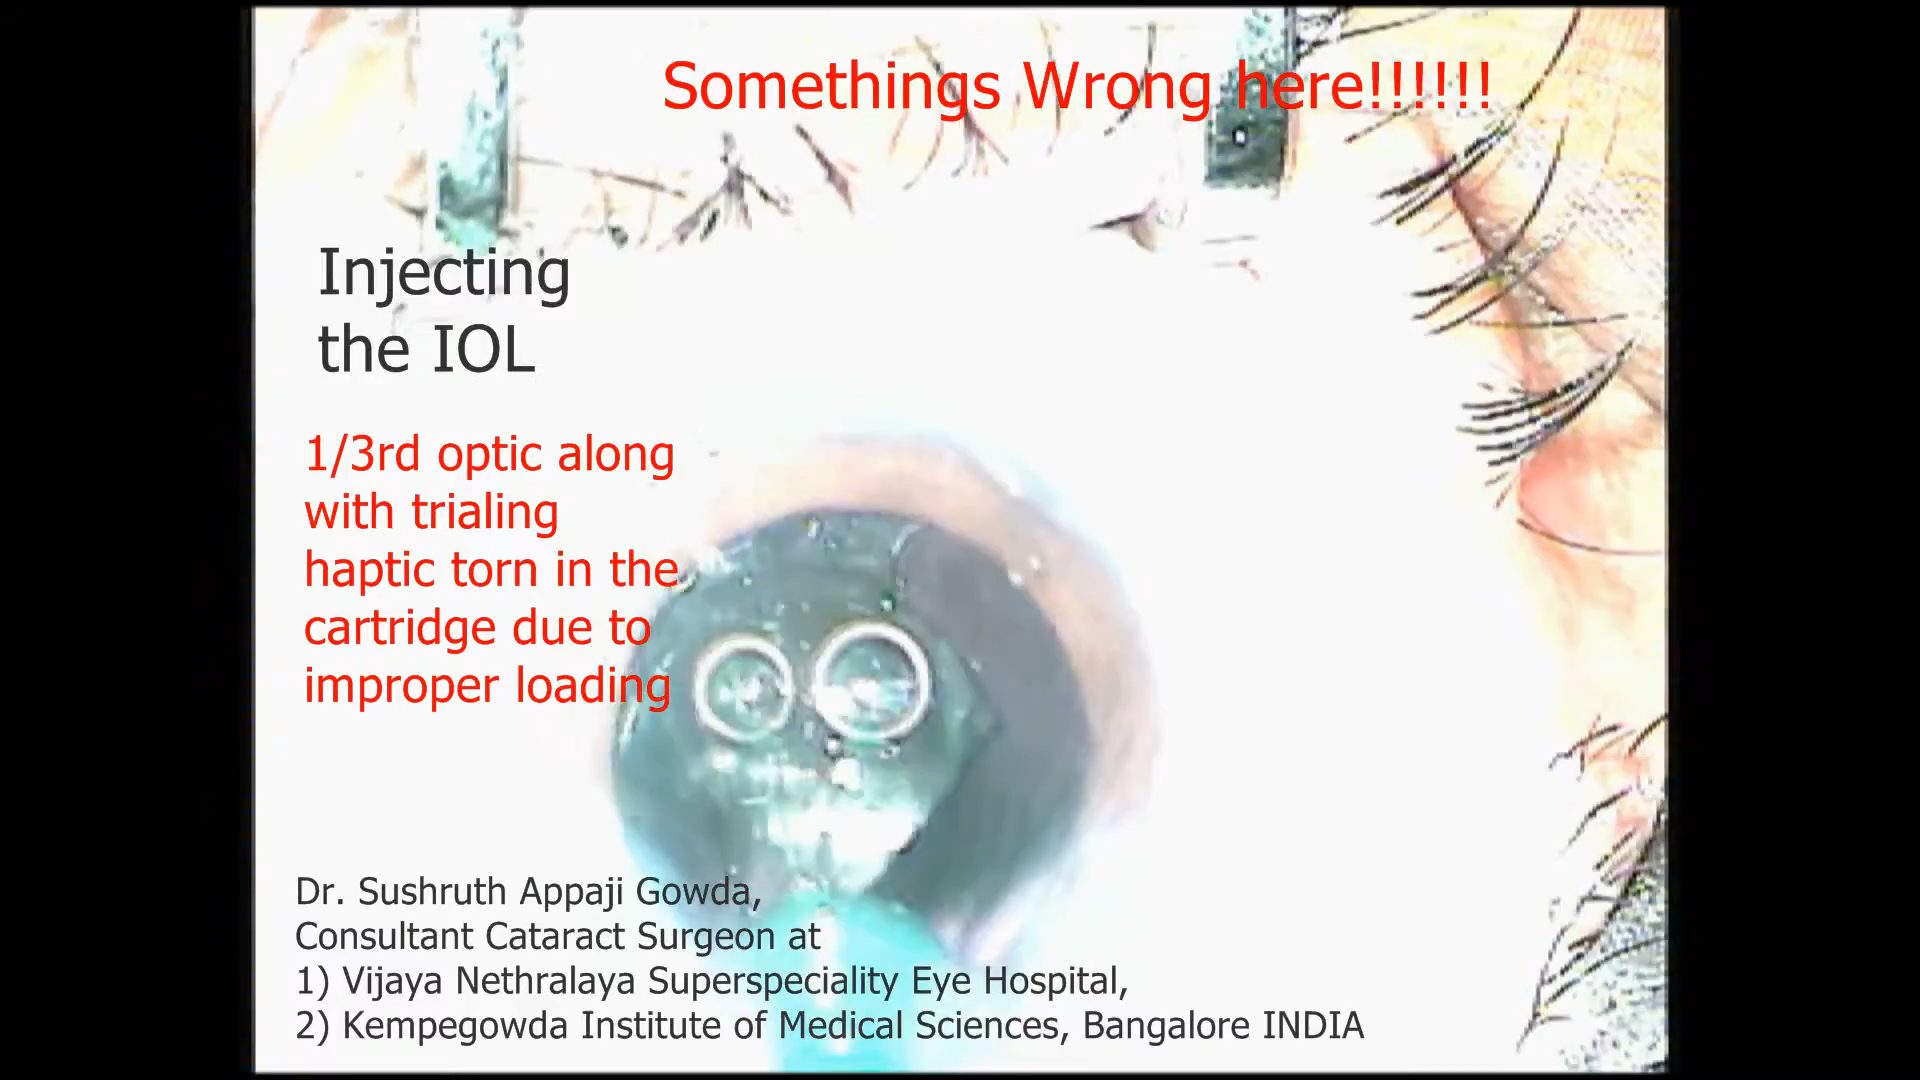 Somethings Wrong here!!!!!!
Injecting
the IOL
1/3rd optic along
with trialing
haptic torn in the
cartridge due to
improper loading
Dr. Sushruth Appaji Gowda,
Consultant Cataract Surgeon at
1) Vijaya Nethralaya Superspeciality Eye Hospital,
2) Kempegowda Institute of Medical Sciences, Bangalore INDIA